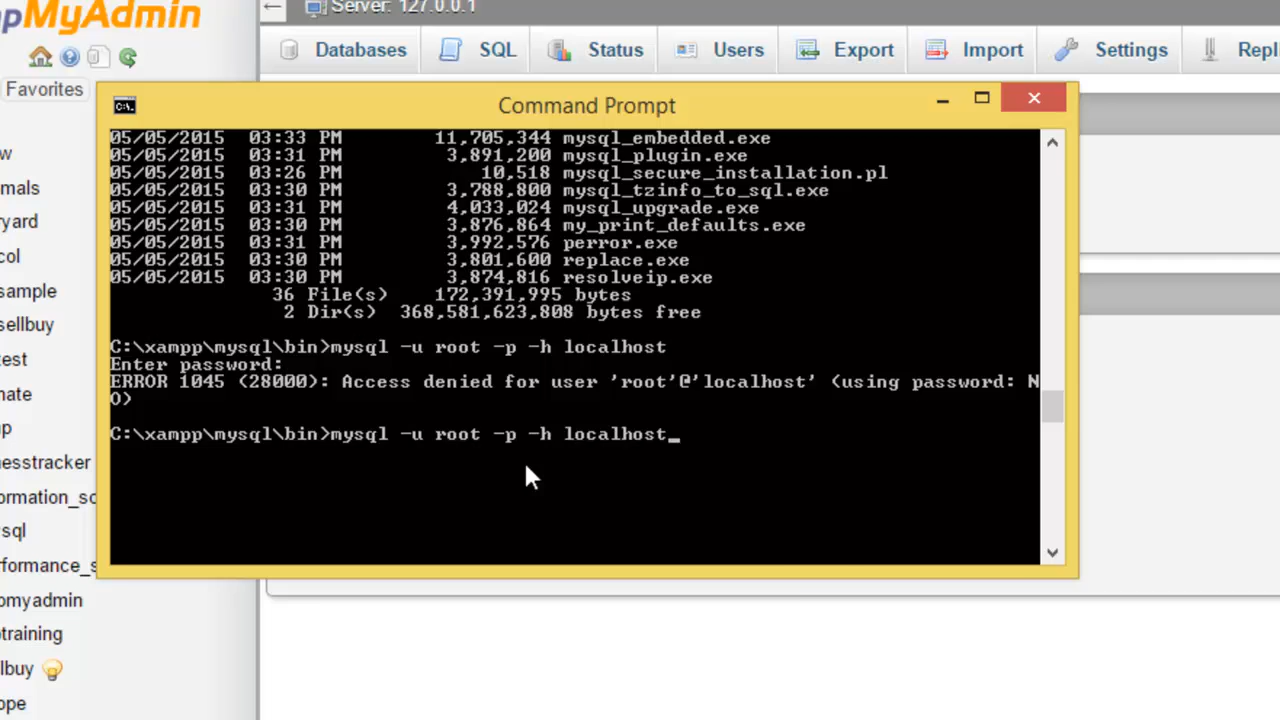 pMyAdmin
Server: 127.0.0.1
Databases SQL Status Users Export Import Settings Repl
Favorites
Command Prompt
05/05/2015 03:33 PM 11,705,344 mysql_embedded.exe
05/05/2015 03:31 PM 3,891,200 mysql_plugin.exe
05/05/2015 03:26 PM 10,518 mysql_secure_installation.pl
05/05/2015 03:30 PM 3,788,800 mysql_tzinfo_to_sql.exe
05/05/2015 03:31 PM 4,033,024 mysql_upgrade.exe
05/05/2015 03:30 PM 3,876,864 my_print_defaults.exe
05/05/2015 03:31 PM 3,992,576 perror.exe
05/05/2015 03:30 PM 3,801,600 replace.exe
05/05/2015 03:30 PM 3,874,816 resolveip.exe
36 File(s) 172,391,995 bytes
2 Dir(s) 368,581,623,808 bytes free
C:\xampp\mysql\bin>mysql -u root -p -h localhost
Enter password:
ERROR 1045 (28000): Access denied for user 'root'@'localhost' (using password: N
O)
C:\xampp\mysql\bin>mysql -u root -p -h localhost_
w
mals
yard
col
sample
sellbuy
test
mate
p
nesstracker
ormation_sc
sql
rformance_s
omyadmin
training
lbuy
ope